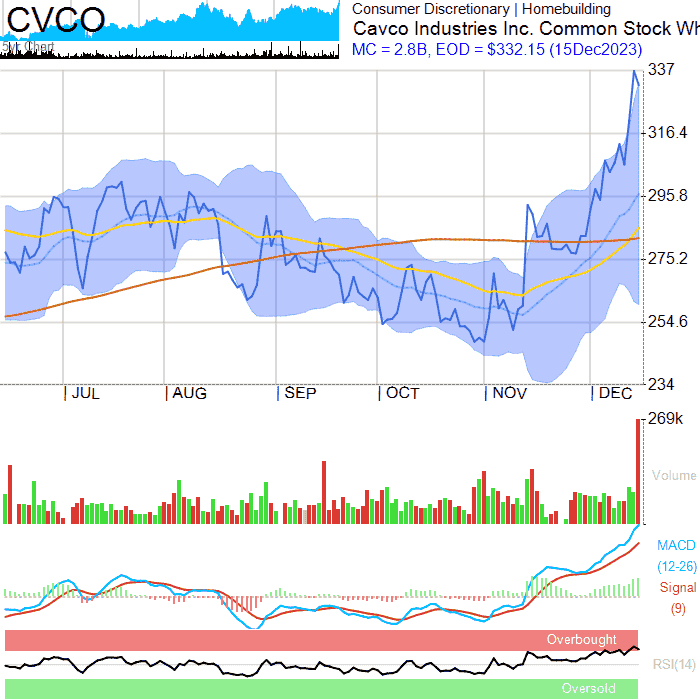 CVCO
5yr Chart
Consumer Discretionary | Homebuilding
Cavco Industries Inc. Common Stock Wh
MC = 2.8B, EOD = $332.15 (15Dec2023)
337
316.4
295.8
275.2
254.6
234
| JUL | AUG | SEP | OCT | NOV | DEC
269k
Volume
MACD
(12-26)
Signal
(9)
Overbought
RSI(14)
Oversold